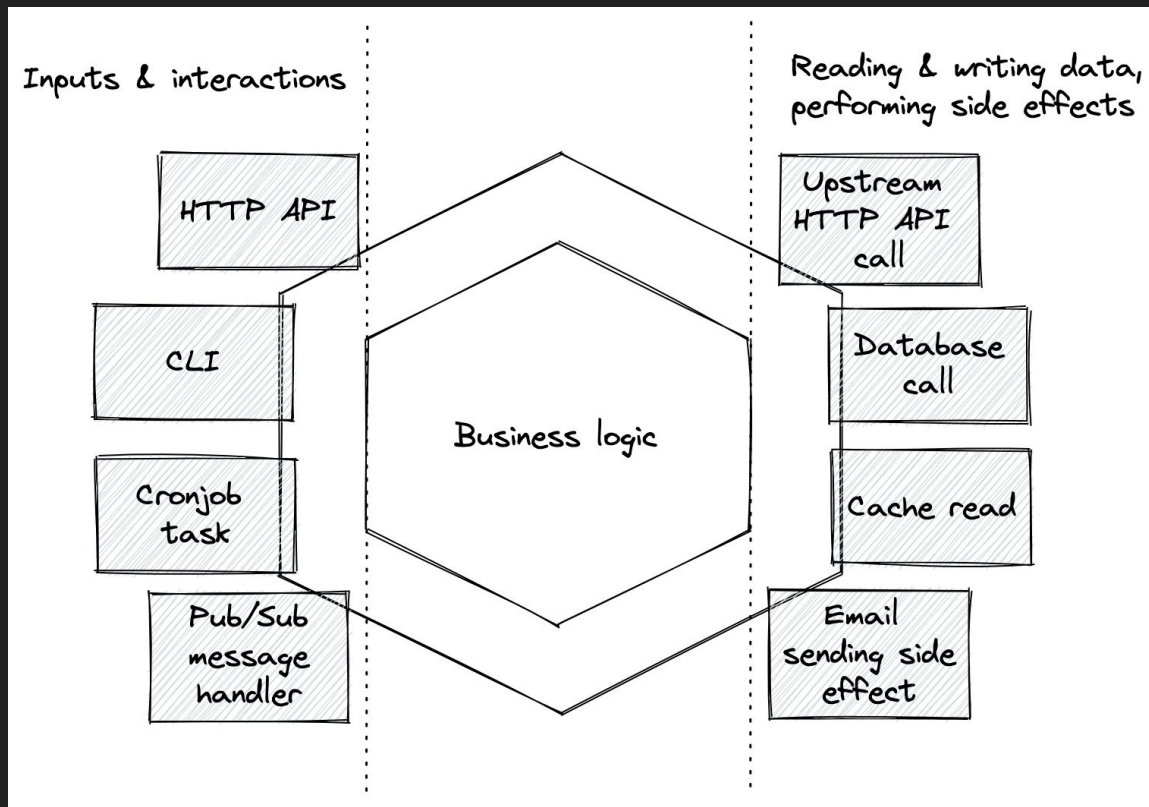 Inputs & interactions
Reading & writing data,
performing side effects
HTTP API
CLI
Cronjob
task
Pub/Sub
message
handler
Business logic
Upstream
HTTP API
call
Database
call
Cache read
Email
sending side
effect